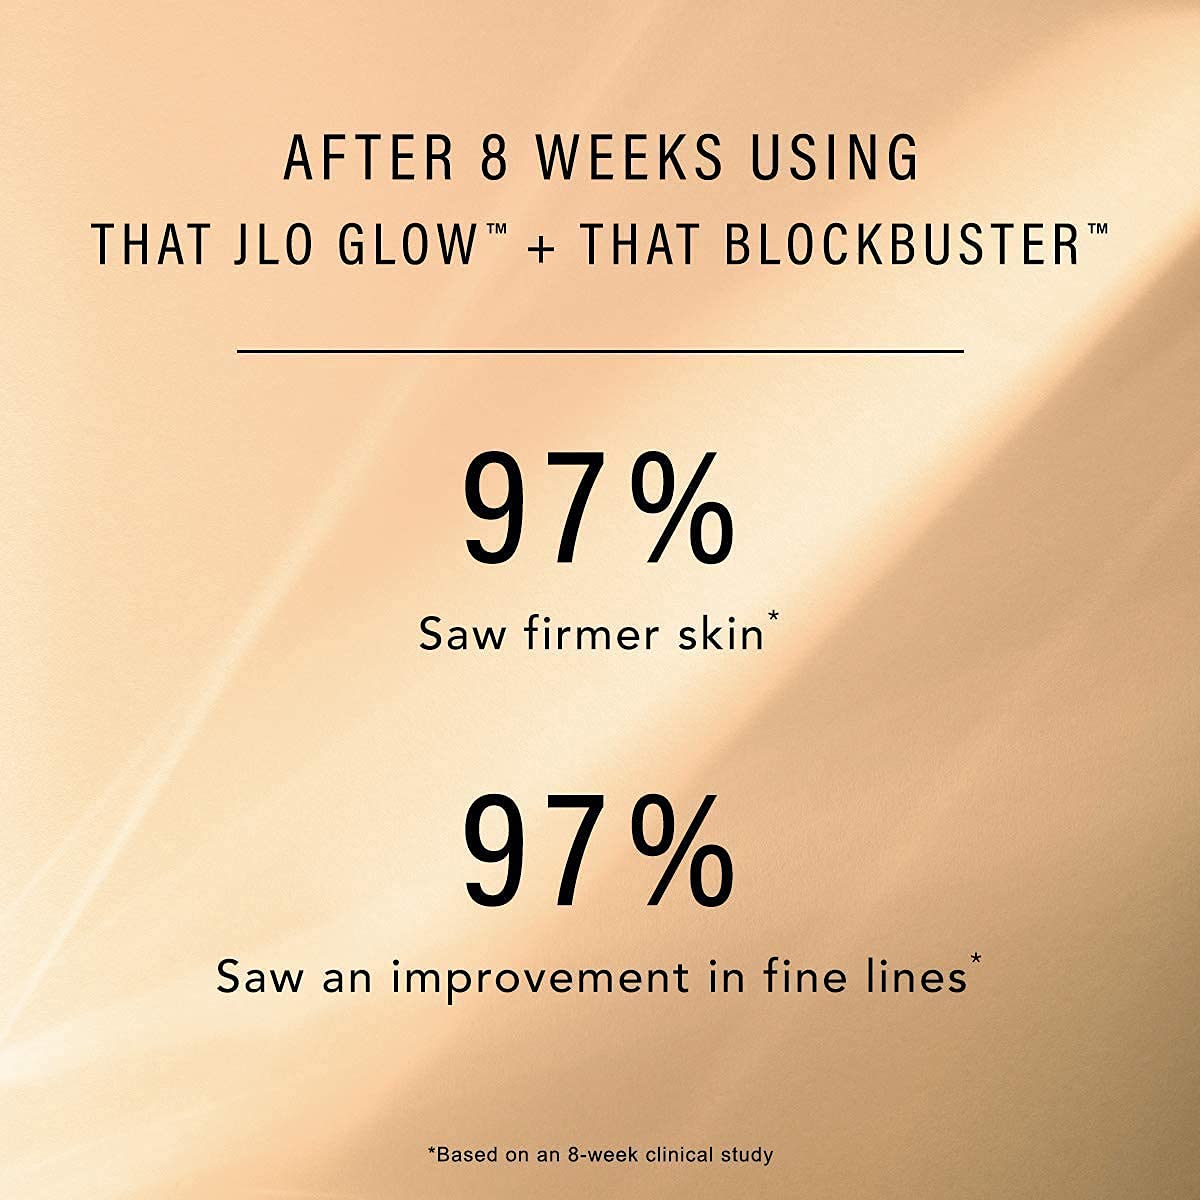 AFTER 8 WEEKS USING
THAT JLO GLOW™ + THAT BLOCKBUSTER™
97%
Saw firmer skin*
97%
Saw an improvement in fine lines*
*Based on an 8-week clinical study